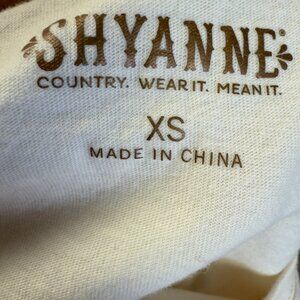 SHYANNE®
COUNTRY. WEAR IT. MEAN IT.
XS
MADE IN CHINA